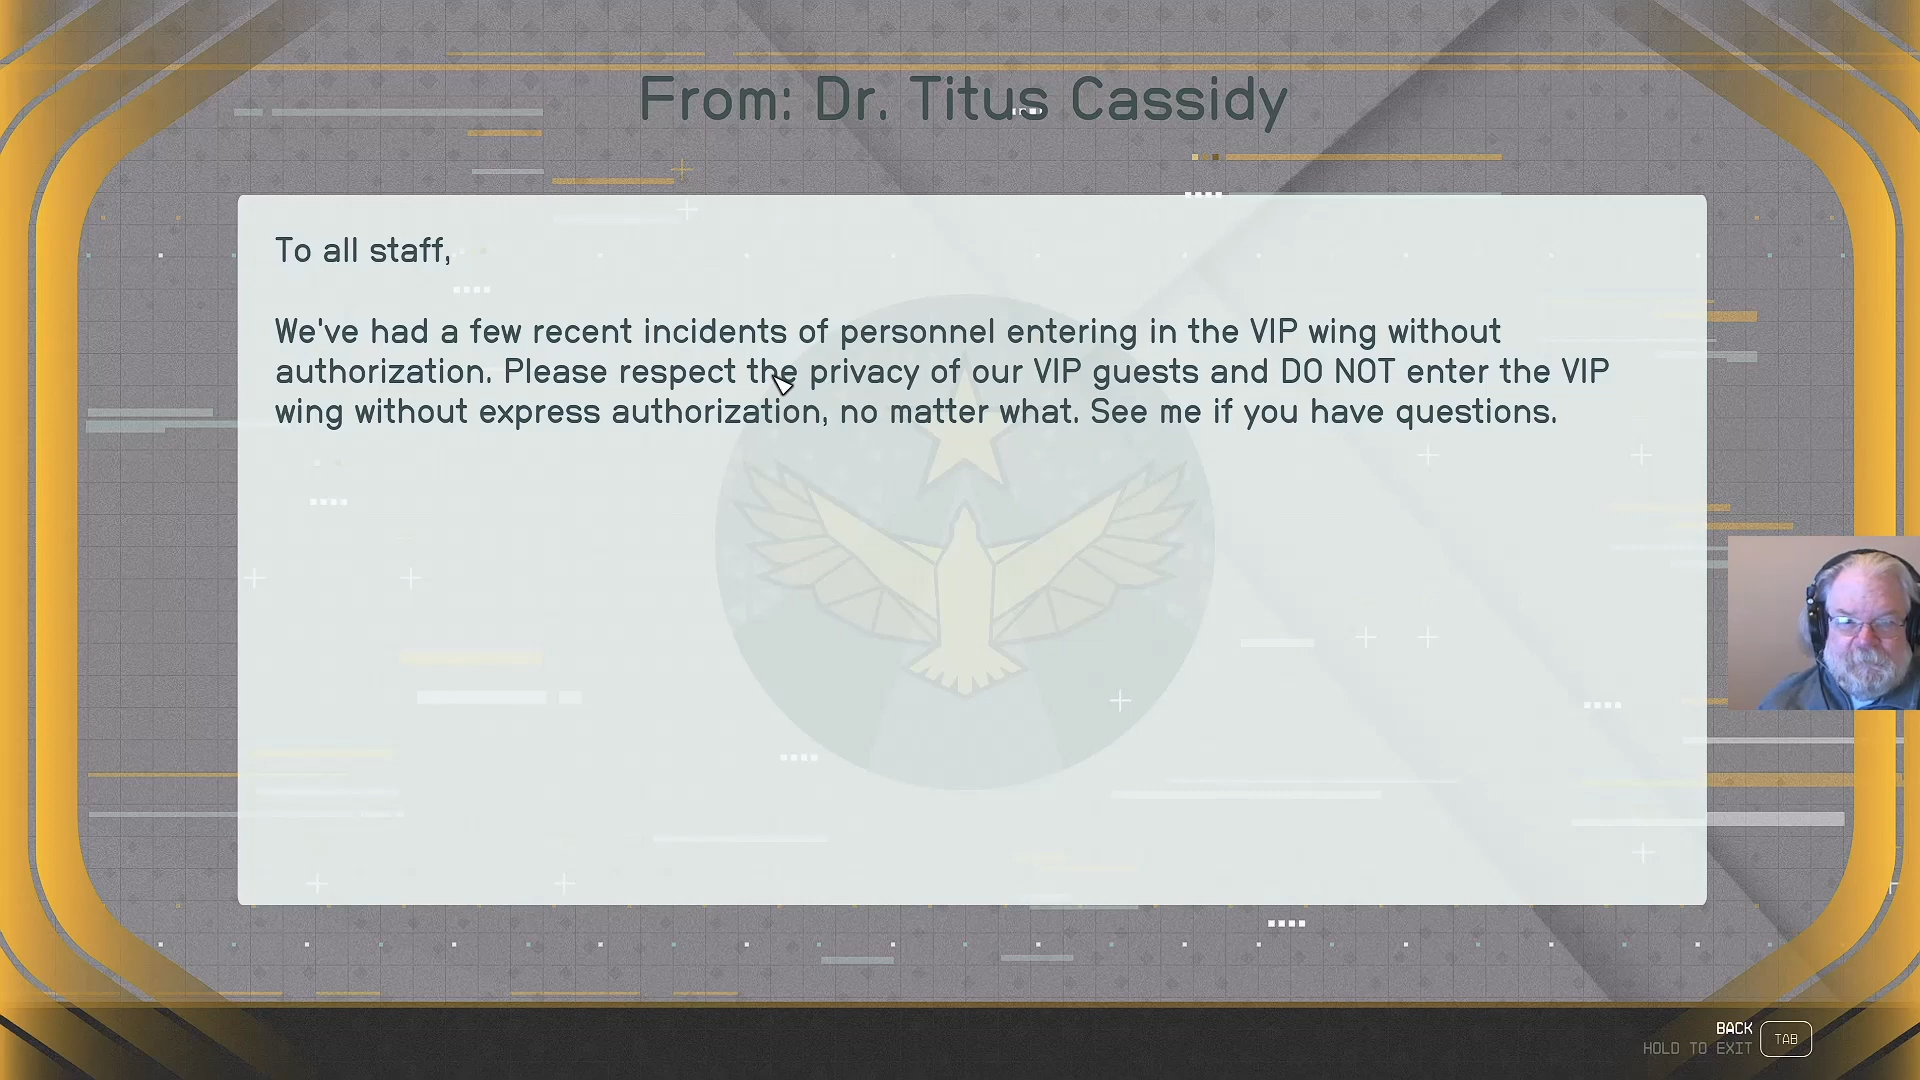 From: Dr. Titus Cassidy
To all staff,
We've had a few recent incidents of personnel entering in the VIP wing without
authorization. Please respect the privacy of our VIP guests and DO NOT enter the VIP
wing without express authorization, no matter what. See me if you have questions.
BACK
HOLD TO EXIT TAB